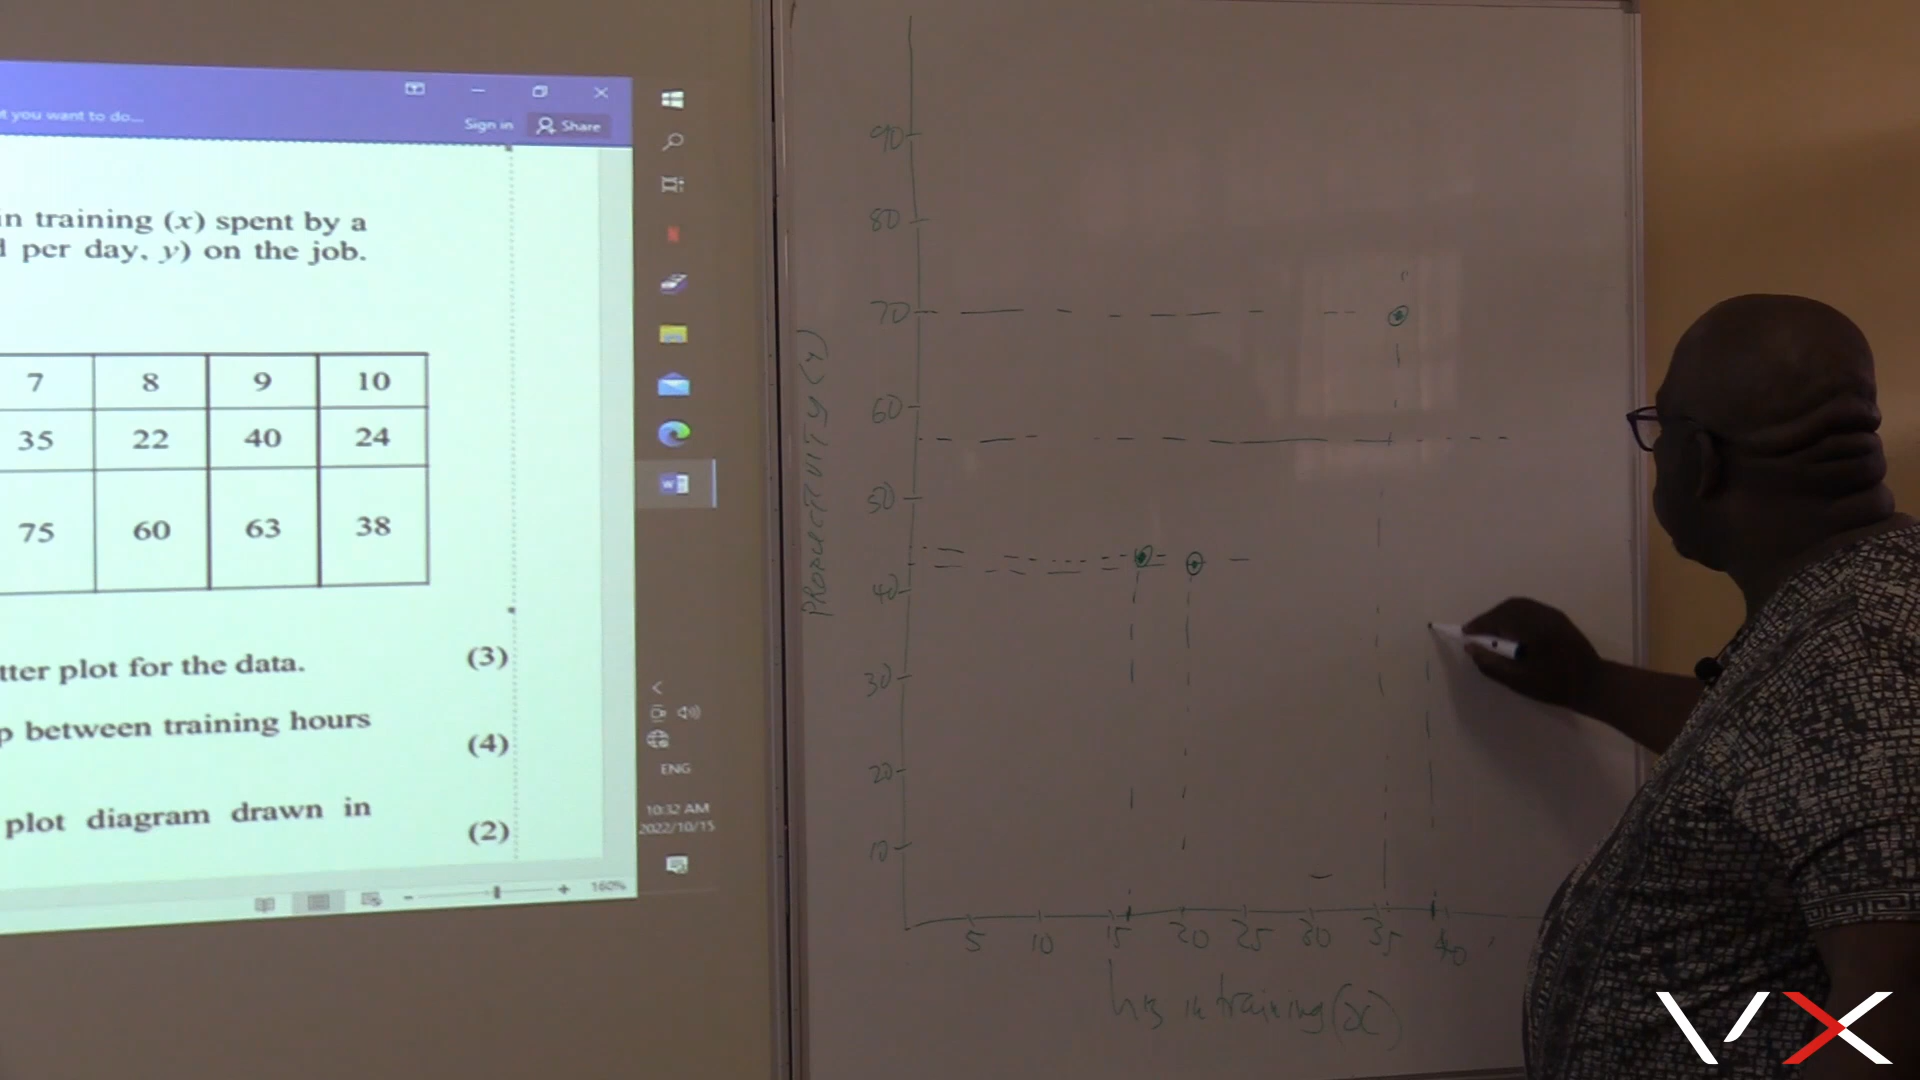 t you want to do...
Sign in Share
in training (x) spent by a
per day, y) on the job.
7 8 9 10
35 22 40 24
75 60 63 38
tter plot for the data. (3)
p between training hours
(4)
plot diagram drawn in
(2)
160%
ENG
10:32 AM
2022/10/15
90
80
70
60
50
40
30
20
10
PRODUCTIVITY (y)
5 10 15 20 25 30 35 40
hrs in training (x)
VX